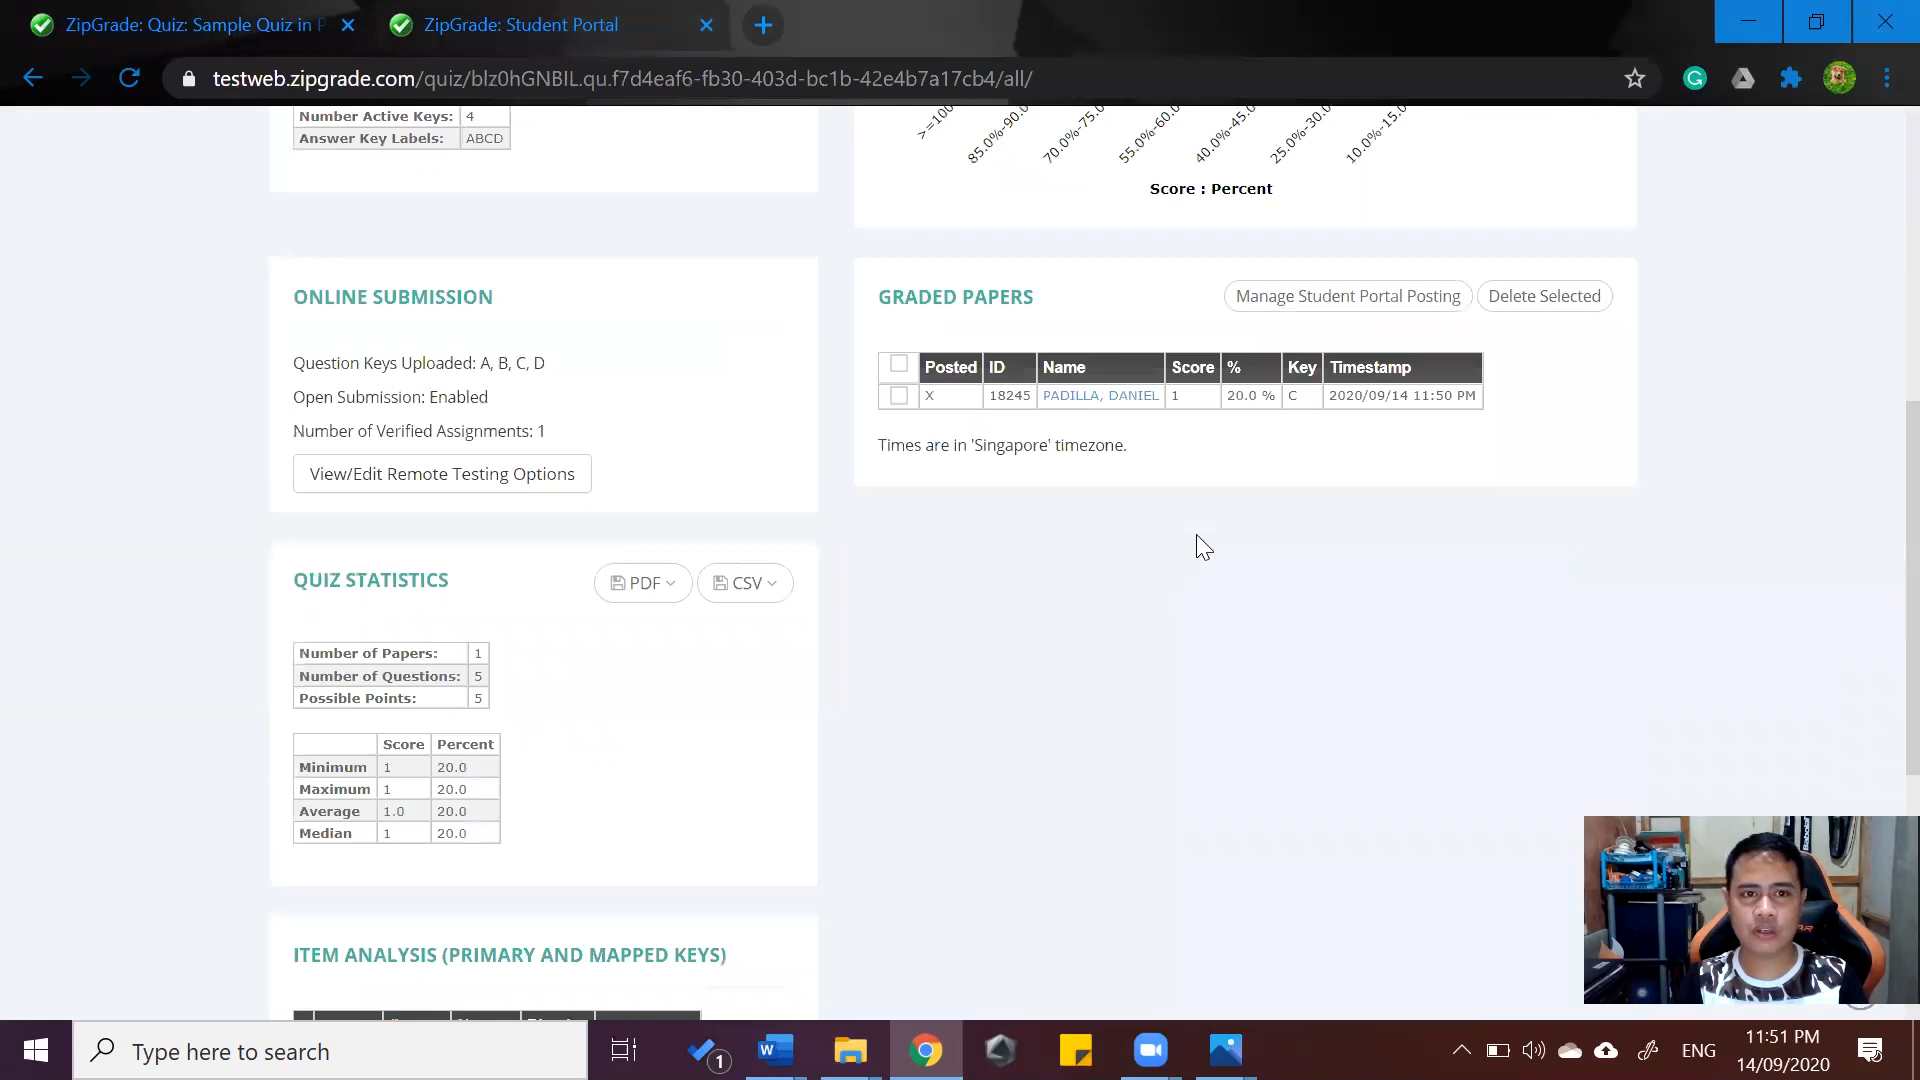 ZipGrade: Quiz: Sample Quiz in P
ZipGrade: Student Portal
testweb.zipgrade.com/quiz/blz0hGNBIL.qu.f7d4eaf6-fb30-403d-bc1b-42e4b7a17cb4/all/
Number Active Keys: 4
Answer Key Labels: ABCD
>=100
85.0%-90.0
70.0%-75.0
55.0%-60.0
40.0%-45.0
25.0%-30.0
10.0%-15.0
Score : Percent
ONLINE SUBMISSION
Question Keys Uploaded: A, B, C, D
Open Submission: Enabled
Number of Verified Assignments: 1
View/Edit Remote Testing Options
GRADED PAPERS
Manage Student Portal Posting
Delete Selected
Posted ID Name Score % Key Timestamp
X 18245 PADILLA, DANIEL 1 20.0 % C 2020/09/14 11:50 PM
Times are in 'Singapore' timezone.
QUIZ STATISTICS
PDF
CSV
Number of Papers: 1
Number of Questions: 5
Possible Points: 5
Score Percent
Minimum 1 20.0
Maximum 1 20.0
Average 1.0 20.0
Median 1 20.0
ITEM ANALYSIS (PRIMARY AND MAPPED KEYS)
Type here to search
1
ENG
11:51 PM
14/09/2020